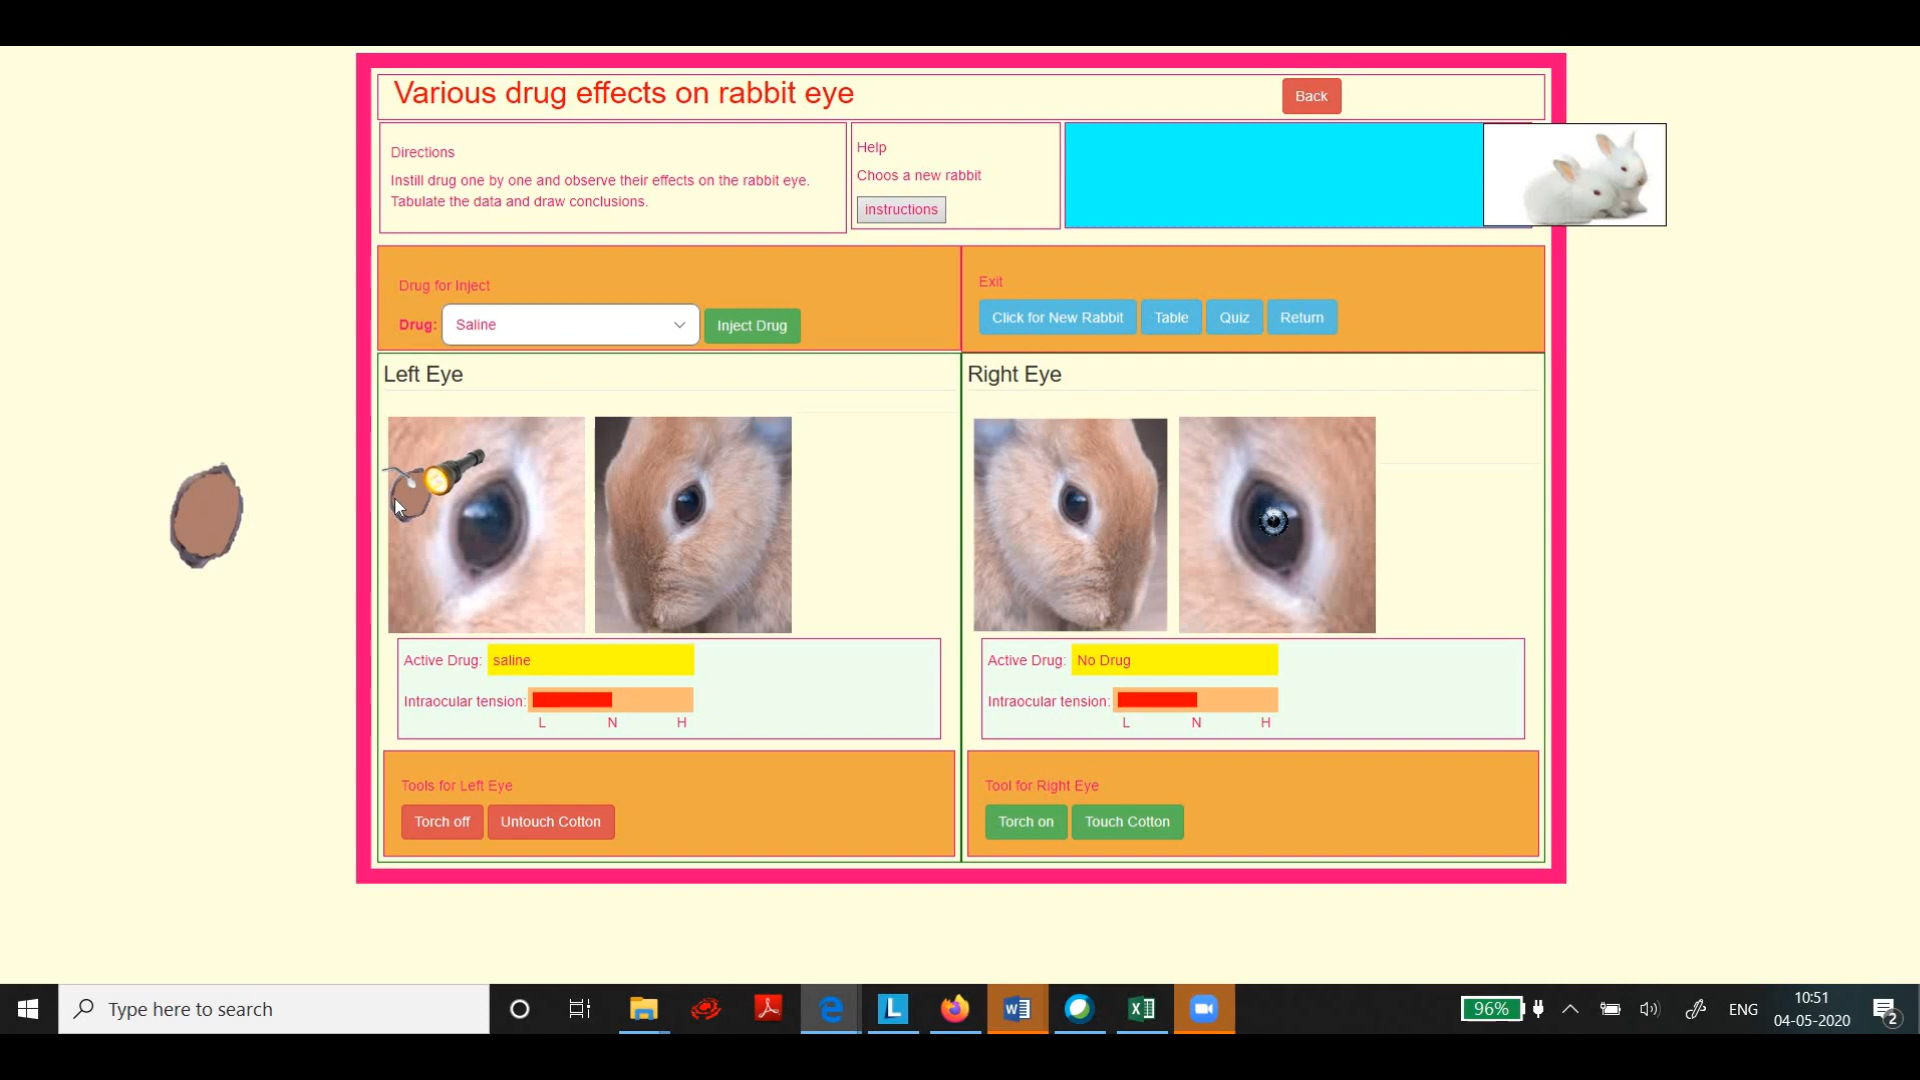 Various drug effects on rabbit eye
Back
Directions
Instill drug one by one and observe their effects on the rabbit eye.
Tabulate the data and draw conclusions.
Help
Choos a new rabbit
instructions
Drug for Inject
Drug: Saline
Inject Drug
Exit
Click for New Rabbit
Table
Quiz
Return
Left Eye
Right Eye
Active Drug: saline
Intraocular tension:
L N H
Active Drug: No Drug
Intraocular tension:
L N H
Tools for Left Eye
Torch off
Untouch Cotton
Tool for Right Eye
Torch on
Touch Cotton
Type here to search
L
96%
ENG
10:51
04-05-2020
2